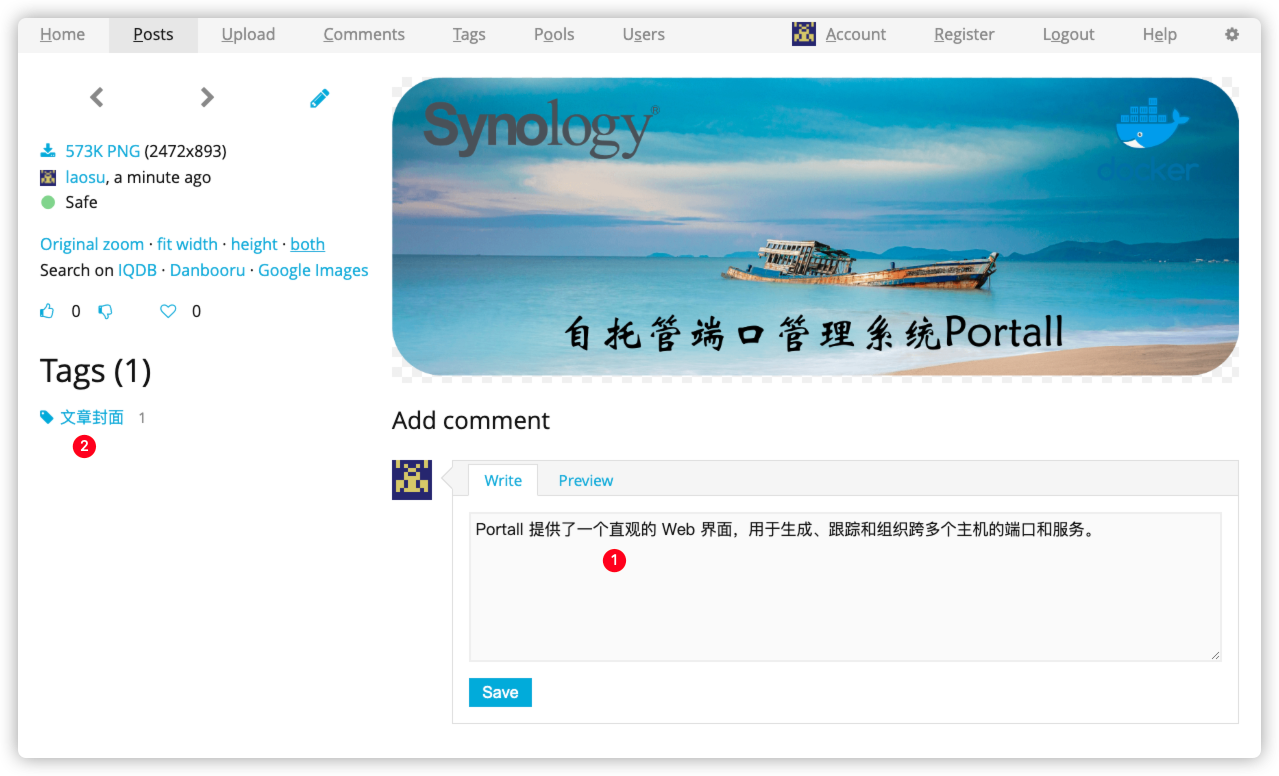 Home Posts Upload Comments Tags Pools Users Account Register Logout Help
573K PNG (2472x893)
laosu, a minute ago
Safe
Original zoom · fit width · height · both
Search on IQDB · Danbooru · Google Images
0 0
Tags (1)
文章封面 1
2
Synology®
docker
自托管端口管理系统Portall
Add comment
Write Preview
Portall 提供了一个直观的 Web 界面，用于生成、跟踪和组织跨多个主机的端口和服务。
1
Save